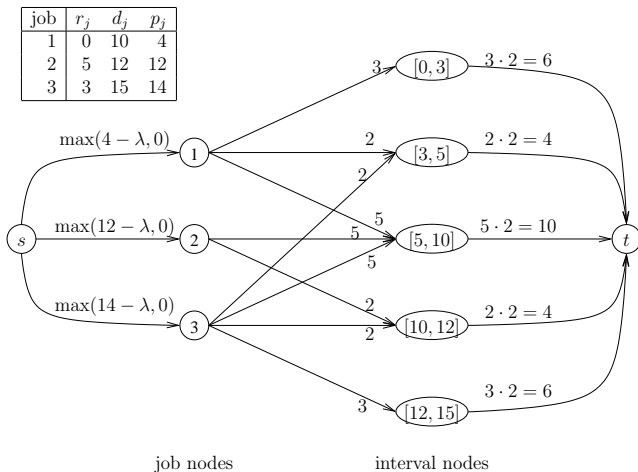 job r_j d_j p_j
1 0 10 4
2 5 12 12
3 3 15 14
[0, 3]
3 · 2 = 6
3
max(4 − λ, 0)
1
2
[3, 5]
2 · 2 = 4
2
5
s
max(12 − λ, 0)
2
5
[5, 10]
5 · 2 = 10
t
5
max(14 − λ, 0)
3
2
2
[10, 12]
2 · 2 = 4
3
[12, 15]
3 · 2 = 6
job nodes
interval nodes